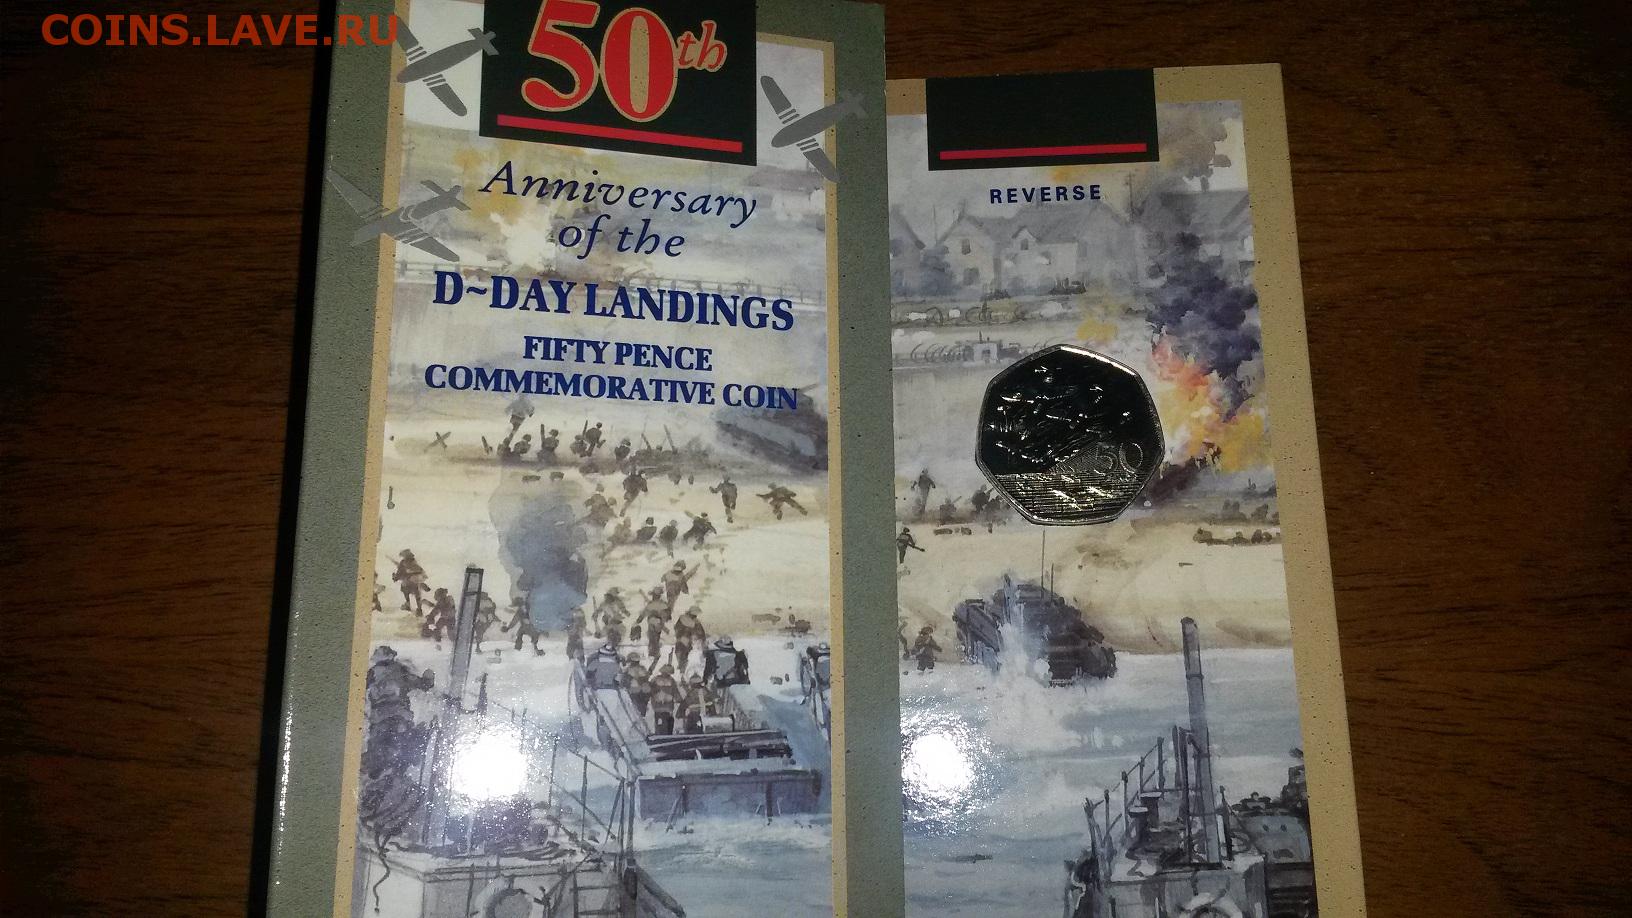 COINS.LAVE.RU
50th
Anniversary
of the
D~DAY LANDINGS
FIFTY PENCE
COMMEMORATIVE COIN
REVERSE
50